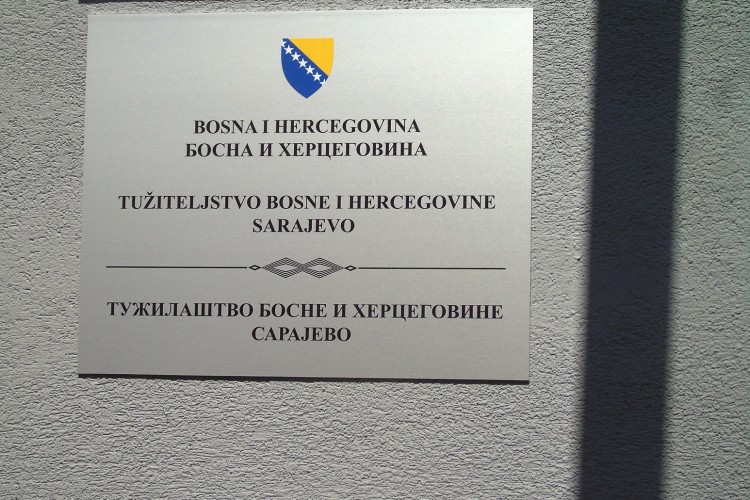 BOSNA I HERCEGOVINA
БОСНА И ХЕРЦЕГОВИНА
TUŽITELJSTVO BOSNE I HERCEGOVINE
SARAJEVO
ТУЖИЛАШТВО БОСНЕ И ХЕРЦЕГОВИНЕ
САРАЈЕВО